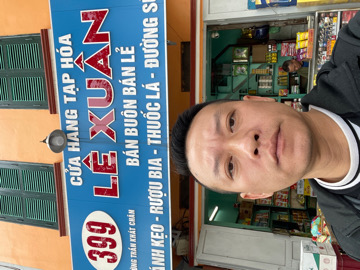 CỬA HÀNG TẠP HÓA
LÊ XUÂN
BÁN BUÔN BÁN LẺ
BÁNH KẸO - RƯỢU BIA - THUỐC LÁ - ĐƯỜNG S
399
TRẦN KHÁT CHÂN